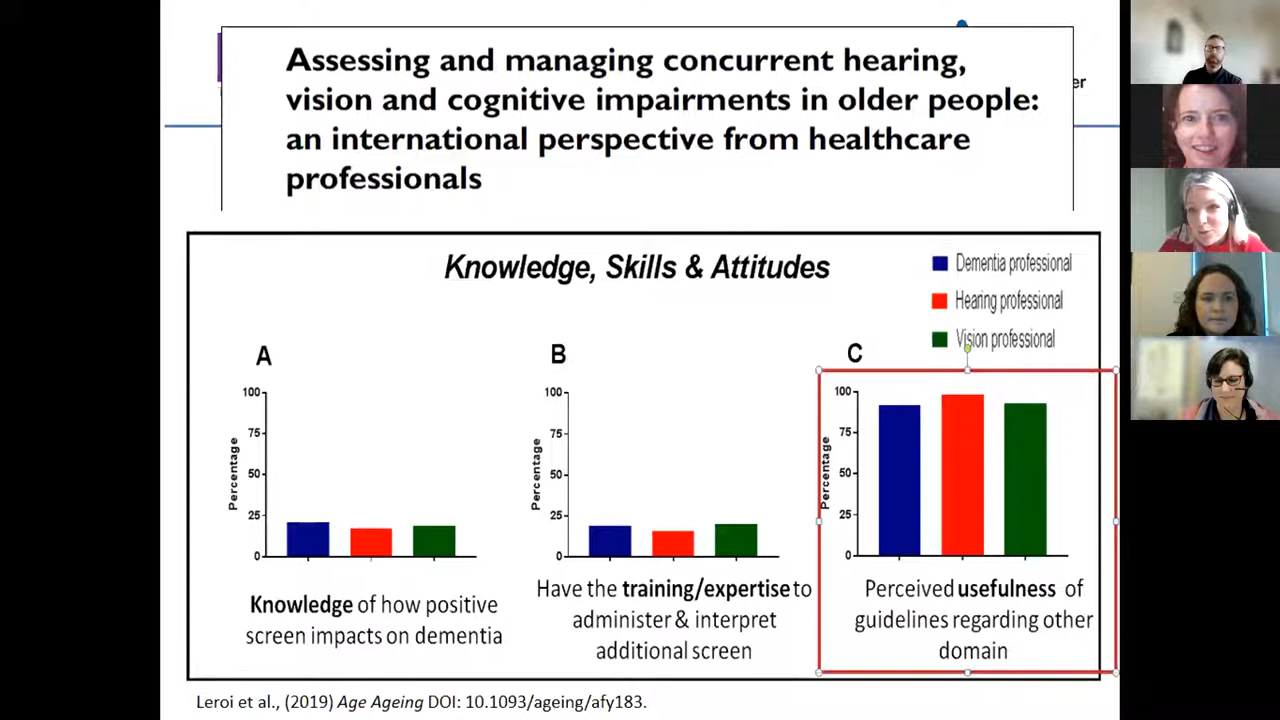 Assessing and managing concurrent hearing,
vision and cognitive impairments in older people:
an international perspective from healthcare
professionals
er
Knowledge, Skills & Attitudes
Dementia professional
Hearing professional
Vision professional
A
100
75
50
25
0
Percentage
Knowledge of how positive
screen impacts on dementia
B
100
75
50
25
0
Percentage
Have the training/expertise to
administer & interpret
additional screen
C
100
75
50
25
0
Percentage
Perceived usefulness of
guidelines regarding other
domain
Leroi et al., (2019) Age Ageing DOI: 10.1093/ageing/afy183.